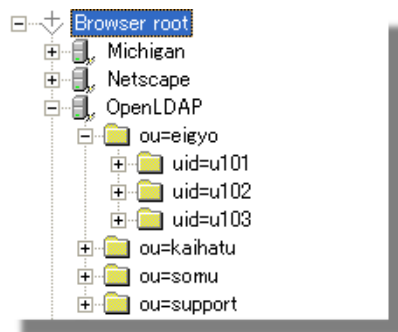 Browser root
Michigan
Netscape
OpenLDAP
ou=eigyo
uid=u101
uid=u102
uid=u103
ou=kaihatu
ou=somu
ou=support